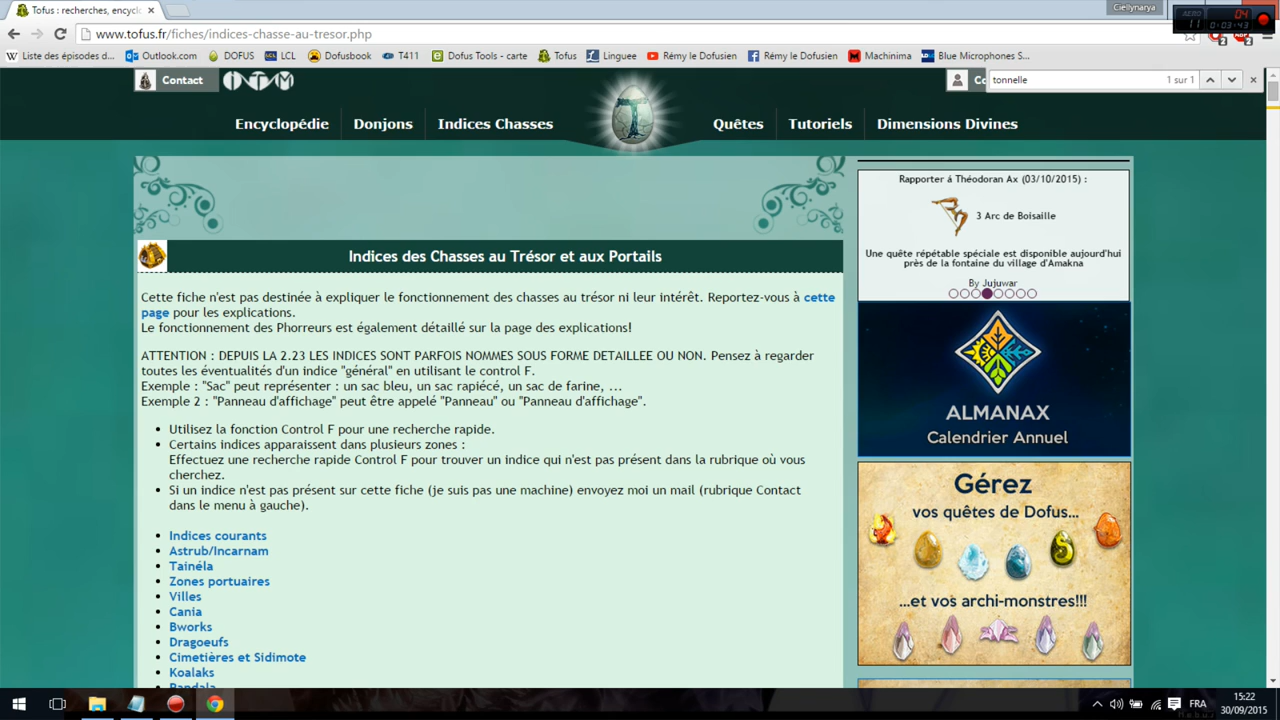 Tofus : recherches, encycl
Ciellynarya
04
11
0:03:43
www.tofus.fr/fiches/indices-chasse-au-tresor.php
2
2
Liste des épisodes d...
Outlook.com
DOFUS
LCL
Dofusbook
T411
Dofus Tools - carte
Tofus
Linguee
Rémy le Dofusien
Rémy le Dofusien
Machinima
Blue Microphones S...
Contact
Co
tonnelle
1 sur 1
Encyclopédie
Donjons
Indices Chasses
Quêtes
Tutoriels
Dimensions Divines
Rapporter á Théodoran Ax (03/10/2015) :
3 Arc de Boisaille
Une quête répétable spéciale est disponible aujourd'hui
près de la fontaine du village d'Amakna
By Jujuwar
Indices des Chasses au Trésor et aux Portails
Cette fiche n'est pas destinée à expliquer le fonctionnement des chasses au trésor ni leur intérêt. Reportez-vous à cette
page pour les explications.
Le fonctionnement des Phorreurs est également détaillé sur la page des explications!
ATTENTION : DEPUIS LA 2.23 LES INDICES SONT PARFOIS NOMMES SOUS FORME DETAILLEE OU NON. Pensez à regarder
toutes les éventualités d'un indice "général" en utilisant le control F.
Exemple : "Sac" peut représenter : un sac bleu, un sac rapiécé, un sac de farine, ...
Exemple 2 : "Panneau d'affichage" peut être appelé "Panneau" ou "Panneau d'affichage".
Utilisez la fonction Control F pour une recherche rapide.
Certains indices apparaissent dans plusieurs zones :
Effectuez une recherche rapide Control F pour trouver un indice qui n'est pas présent dans la rubrique où vous
cherchez.
Si un indice n'est pas présent sur cette fiche (je suis pas une machine) envoyez moi un mail (rubrique Contact
dans le menu à gauche).
Indices courants
Astrub/Incarnam
Tainéla
Zones portuaires
Villes
Cania
Bworks
Dragoeufs
Cimetières et Sidimote
Koalaks
Pandala
ALMANAX
Calendrier Annuel
Gérez
vos quêtes de Dofus...
...et vos archi-monstres!!!
FRA
15:22
30/09/2015